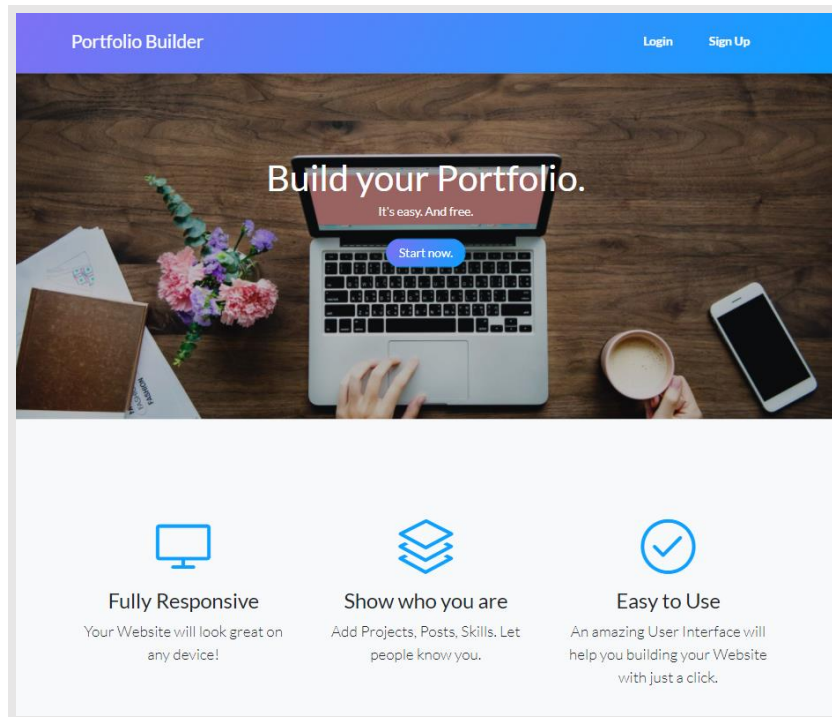 Portfolio Builder
Login
Sign Up
Build your Portfolio.
It's easy. And free.
Start now.
FASHION
FASHION
Fully Responsive
Your Website will look great on
any device!
Show who you are
Add Projects, Posts, Skills. Let
people know you.
Easy to Use
An amazing User Interface will
help you building your Website
with just a click.